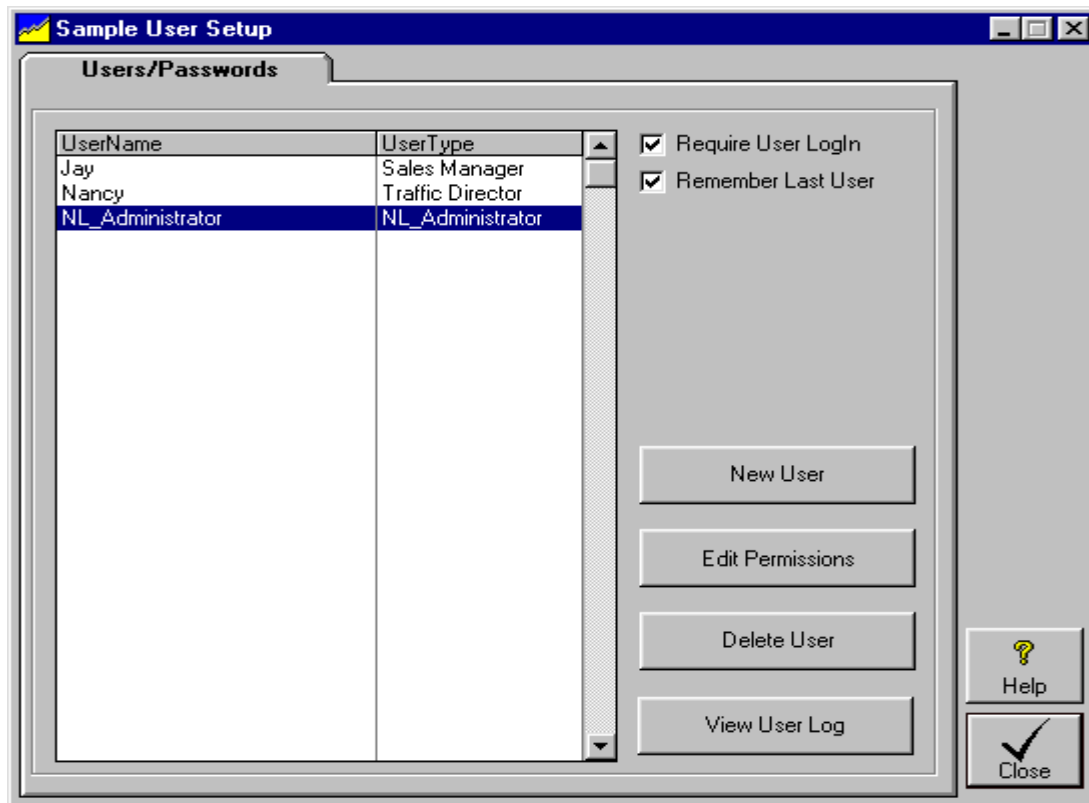 Sample User Setup
Users/Passwords
UserName UserType
Jay Sales Manager
Nancy Traffic Director
NL_Administrator NL_Administrator
Require User LogIn
Remember Last User
New User
Edit Permissions
Delete User
View User Log
Help
Close